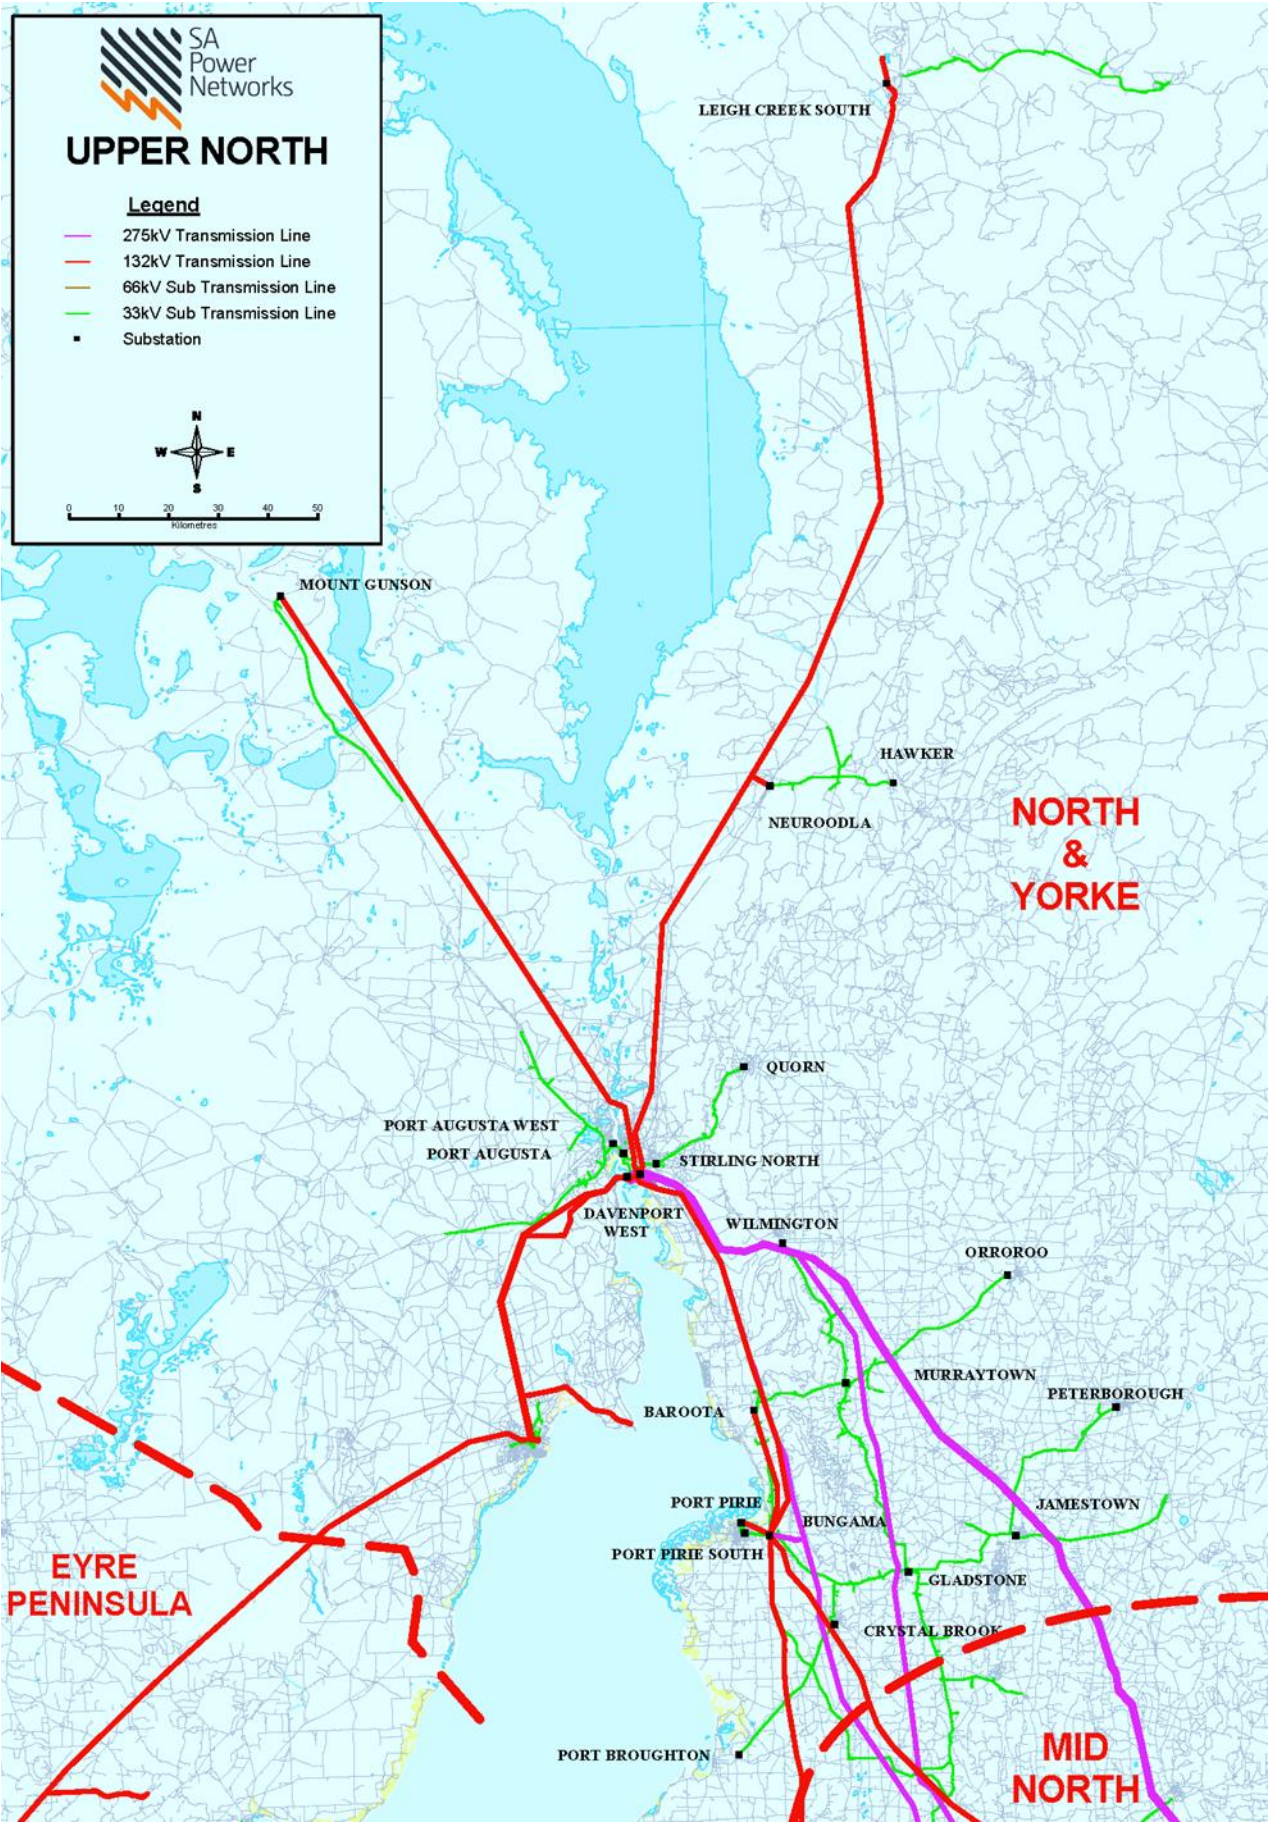 SA
Power
Networks
UPPER NORTH
Legend
275kV Transmission Line
132kV Transmission Line
66kV Sub Transmission Line
33kV Sub Transmission Line
Substation
N
W E
S
0 10 20 30 40 50
Kilometres
LEIGH CREEK SOUTH
MOUNT GUNSON
HAWKER
NEUROODLA
NORTH
&
YORKE
QUORN
PORT AUGUSTA WEST
PORT AUGUSTA
STIRLING NORTH
DAVENPORT
WEST
WILMINGTON
ORROROO
MURRAYTOWN
PETERBOROUGH
BAROOTA
PORT PIRIE
JAMESTOWN
BUNGAMA
PORT PIRIE SOUTH
EYRE
PENINSULA
GLADSTONE
CRYSTAL BROOK
PORT BROUGHTON
MID
NORTH